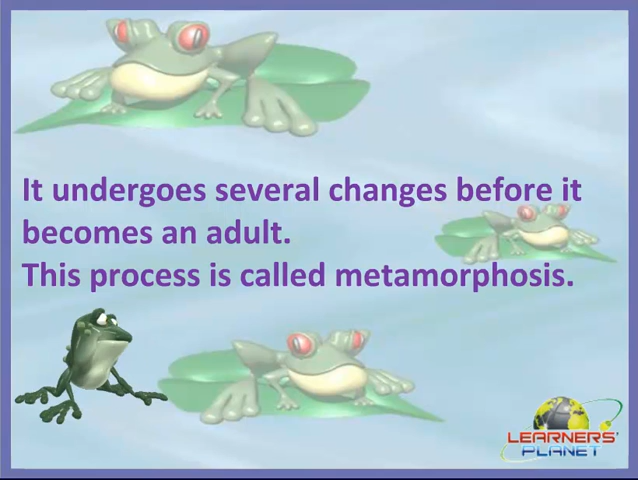 It undergoes several changes before it
becomes an adult.
This process is called metamorphosis.
LEARNERS'
PLANET